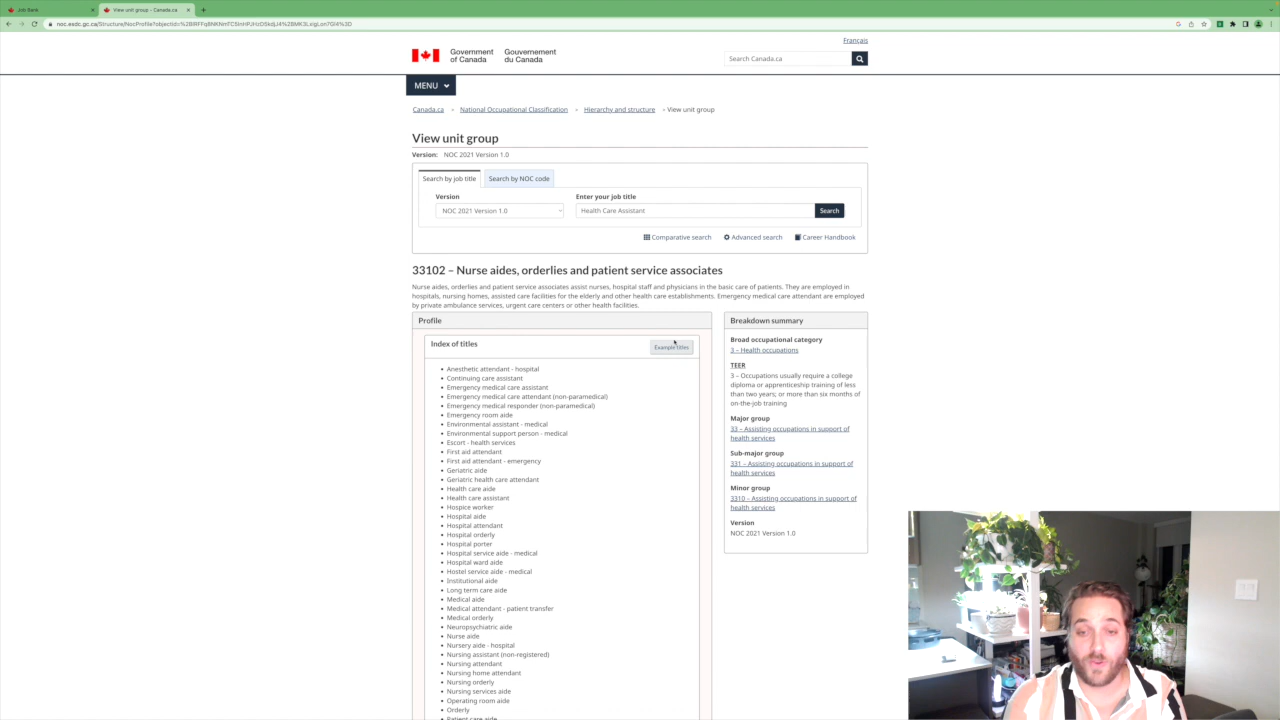 Job Bank
View unit group – Canada.ca
Français
Government of Canada
Gouvernement du Canada
Search Canada.ca
MENU
Canada.ca
National Occupational Classification
Hierarchy and structure
View unit group
View unit group
Version: NOC 2021 Version 1.0
Search by job title
Search by NOC code
Version
Enter your job title
NOC 2021 Version 1.0
Health Care Assistant
Search
Comparative search
Advanced search
Career Handbook
33102 – Nurse aides, orderlies and patient service associates
Nurse aides, orderlies and patient service associates assist nurses, hospital staff and physicians in the basic care of patients. They are employed in
hospitals, nursing homes, assisted care facilities for the elderly and other health care establishments. Emergency medical care attendant are employed
by private ambulance services, urgent care centers or other health facilities.
Profile
Index of titles
Example titles
Anesthetic attendant - hospital
Continuing care assistant
Emergency medical care assistant
Emergency medical care attendant (non-paramedical)
Emergency medical responder (non-paramedical)
Emergency room aide
Environmental assistant - medical
Environmental support person - medical
Escort - health services
First aid attendant
First aid attendant - emergency
Geriatric aide
Geriatric health care attendant
Health care aide
Health care assistant
Hospice worker
Hospital aide
Hospital attendant
Hospital orderly
Hospital porter
Hospital service aide - medical
Hospital ward aide
Hostel service aide - medical
Institutional aide
Long term care aide
Medical aide
Medical attendant - patient transfer
Medical orderly
Neuropsychiatric aide
Nurse aide
Nursery aide - hospital
Nursing assistant (non-registered)
Nursing attendant
Nursing home attendant
Nursing orderly
Nursing services aide
Operating room aide
Orderly
Patient care aide
Breakdown summary
Broad occupational category
3 – Health occupations
TEER
3 – Occupations usually require a college
diploma or apprenticeship training of less
than two years; or more than six months of
on-the-job training
Major group
33 – Assisting occupations in support of
health services
Sub-major group
331 – Assisting occupations in support of
health services
Minor group
3310 – Assisting occupations in support of
health services
Version
NOC 2021 Version 1.0